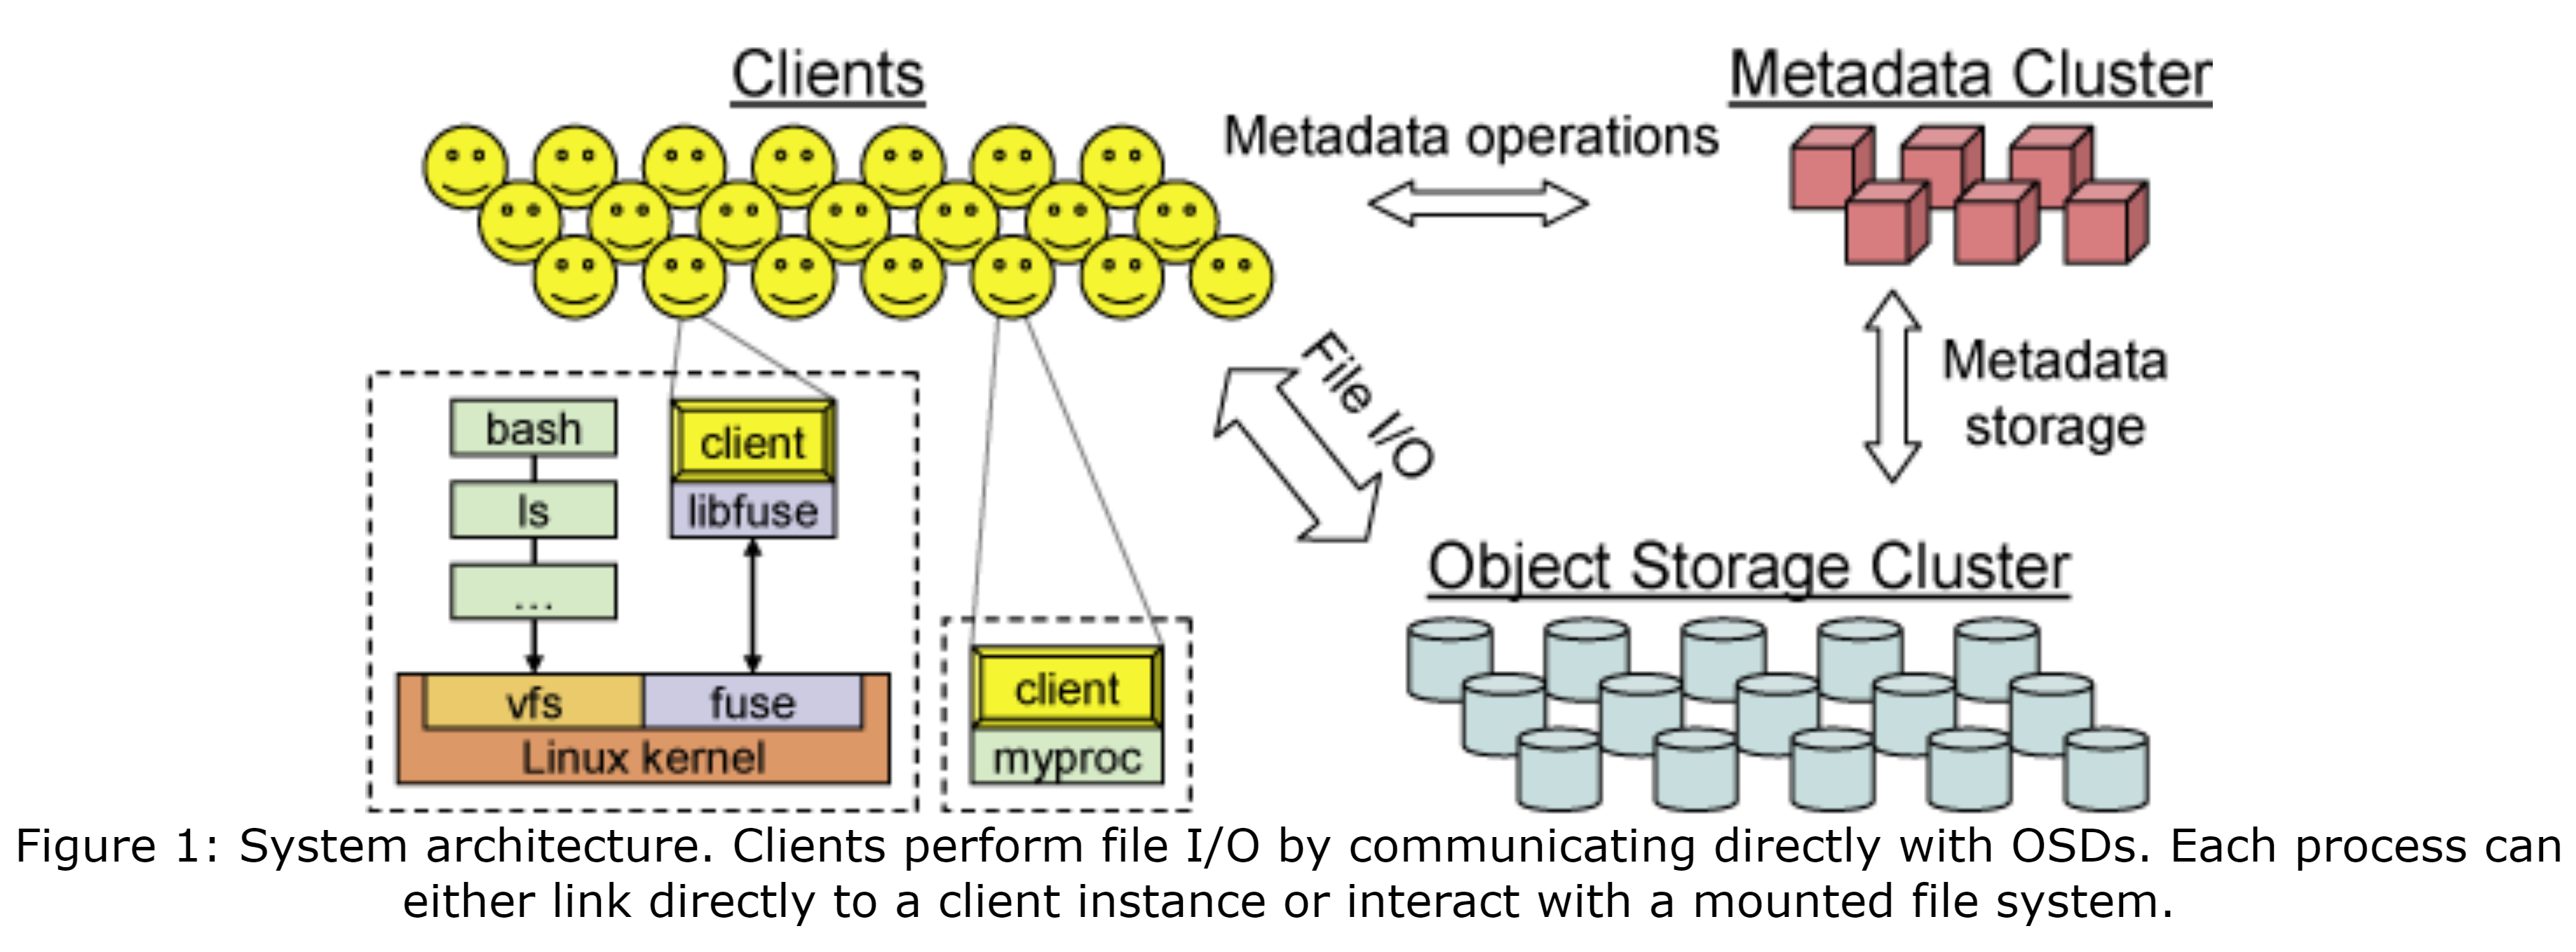 Clients
Metadata Cluster
Metadata operations
File I/O
Metadata
storage
bash
client
ls
libfuse
...
vfs
fuse
Linux kernel
client
myproc
Object Storage Cluster
Figure 1: System architecture. Clients perform file I/O by communicating directly with OSDs. Each process can
either link directly to a client instance or interact with a mounted file system.